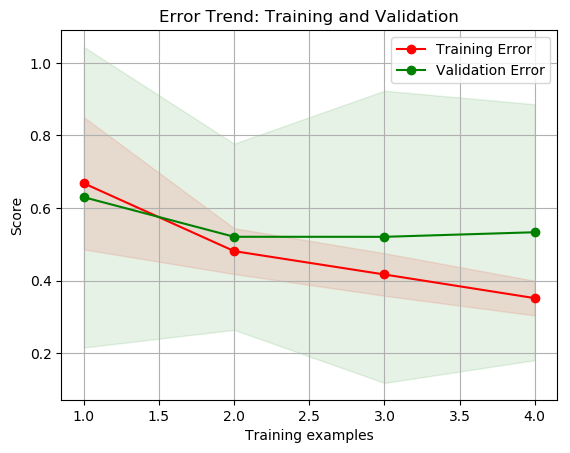 Error Trend: Training and Validation
Training Error
Validation Error
Score
1.0
0.8
0.6
0.4
0.2
1.0 1.5 2.0 2.5 3.0 3.5 4.0
Training examples